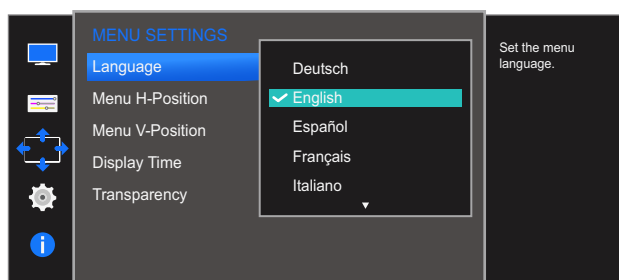 MENU SETTINGS
Language
Menu H-Position
Menu V-Position
Display Time
Transparency
Deutsch
English
Español
Français
Italiano
Set the menu
language.